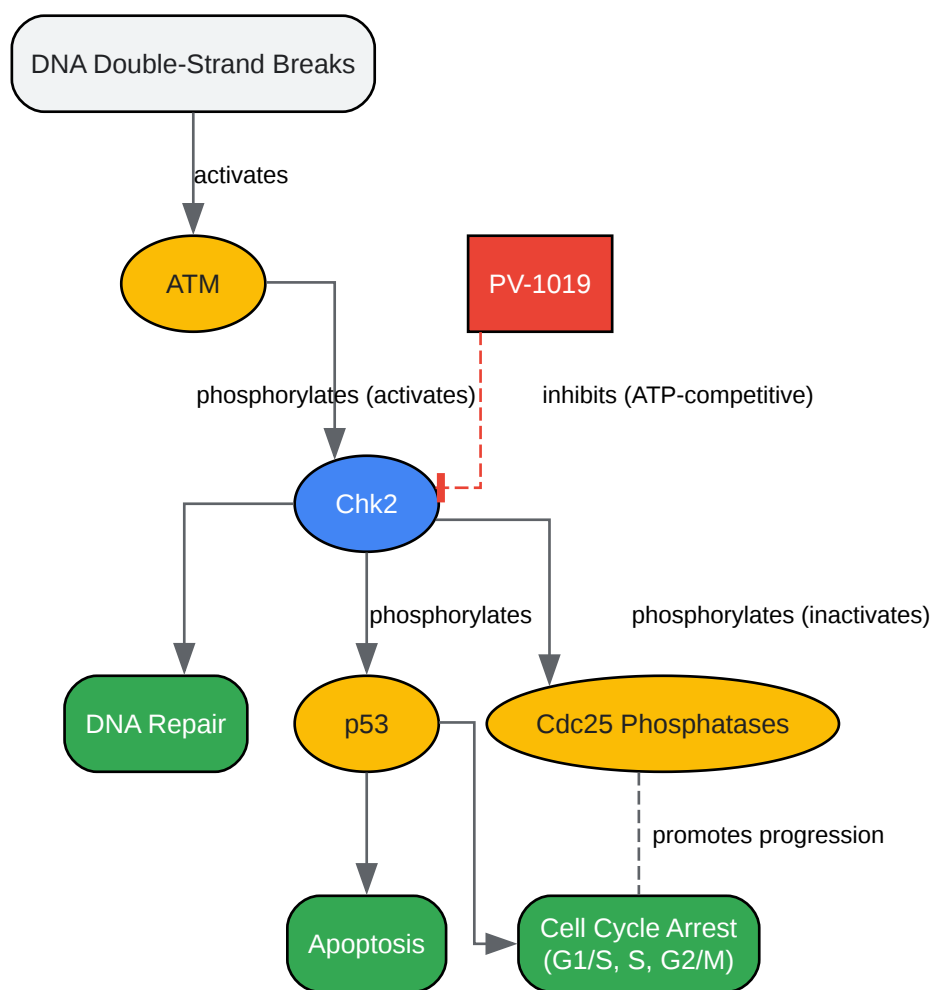 DNA Double-Strand Breaks
activates
ATM
PV-1019
phosphorylates (activates)
inhibits (ATP-competitive)
Chk2
phosphorylates
phosphorylates (inactivates)
DNA Repair
p53
Cdc25 Phosphatases
promotes progression
Apoptosis
Cell Cycle Arrest
(G1/S, S, G2/M)